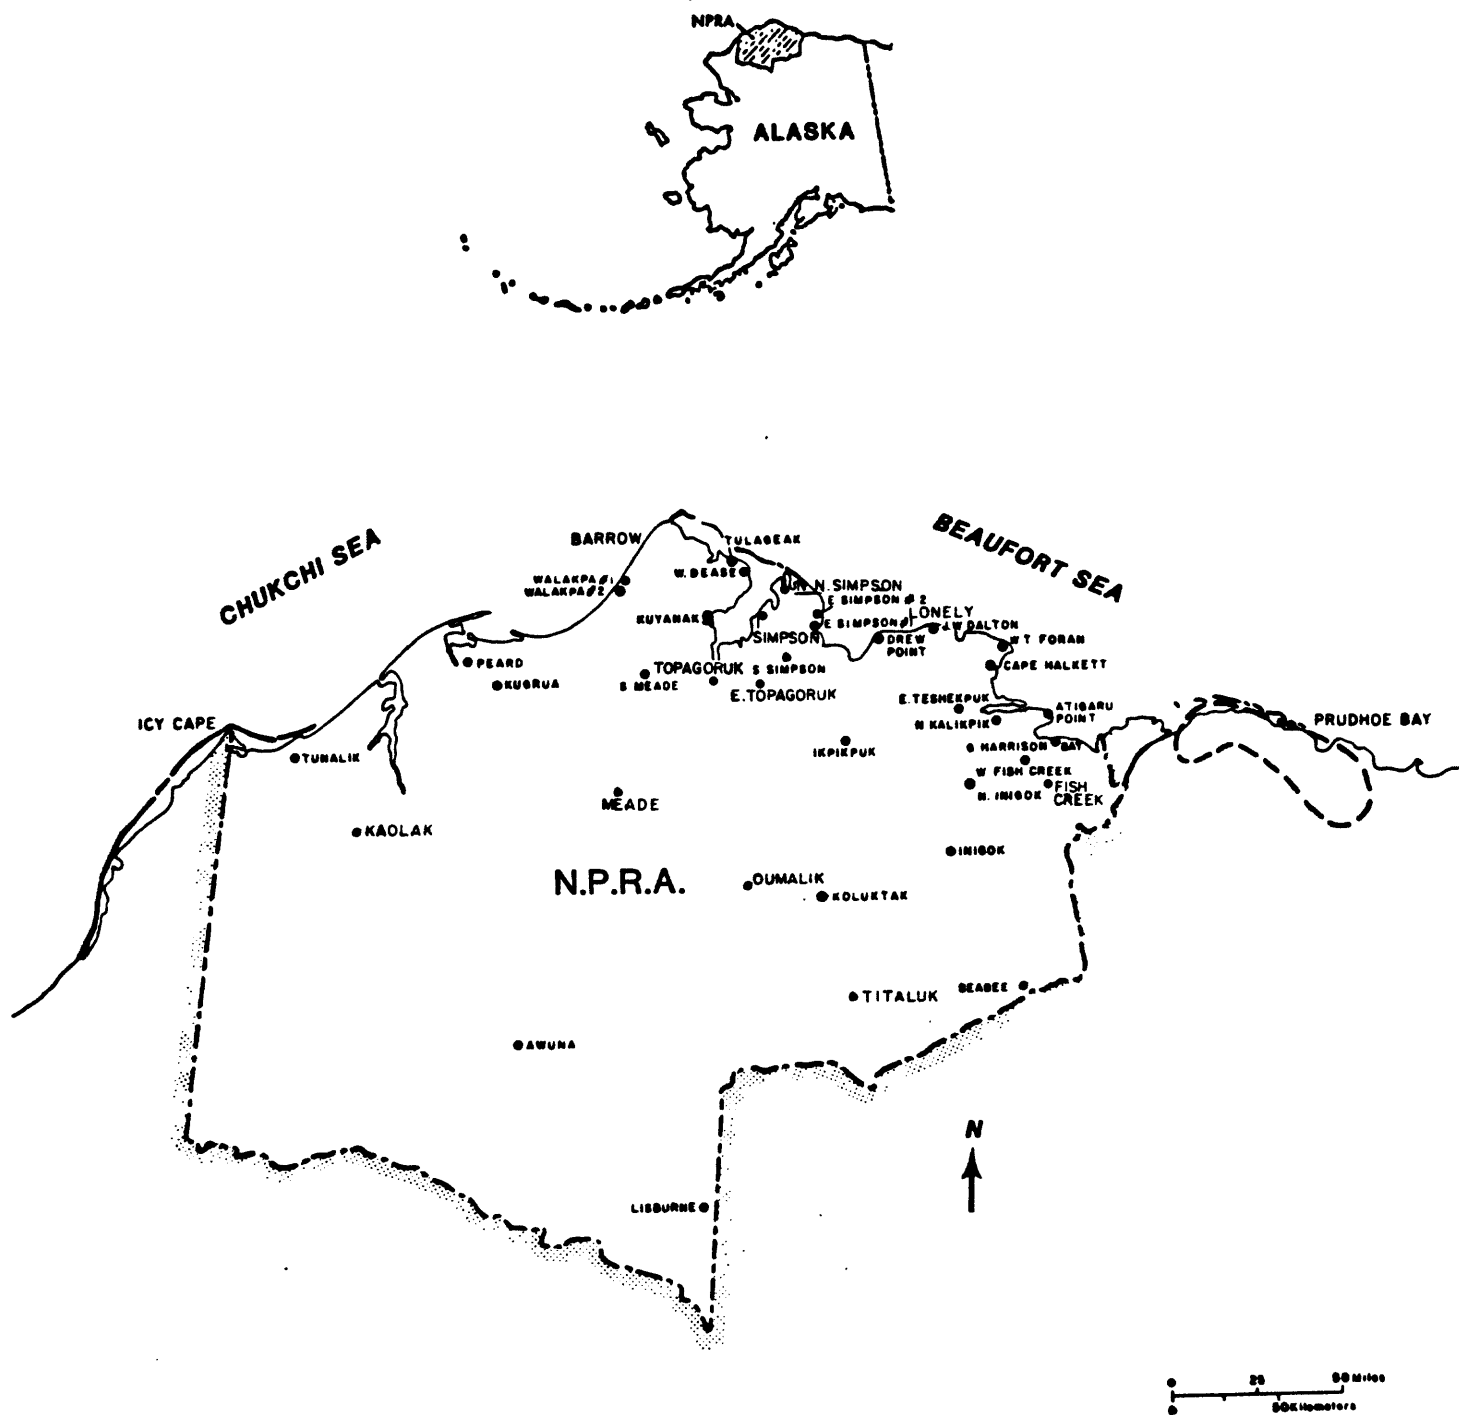 NPRA
ALASKA
CHUKCHI SEA
BEAUFORT SEA
BARROW
TULAGEAK
W. DEASE
WALAKPA #1
WALAKPA #2
N. SIMPSON
E SIMPSON #2
KUYANAK
E SIMPSON #1
LONELY
J.W. DALTON
SIMPSON
DREW
POINT
W T FORAN
PEARD
TOPAGORUK
S SIMPSON
CAPE HALKETT
KUGRUA
S MEADE
E. TOPAGORUK
E. TESHEKPUK
ATIGARU
POINT
N KALIKPIK
ICY CAPE
PRUDHOE BAY
TUNALIK
IKPIKPUK
S HARRISON BAY
W FISH CREEK
N. INIGOK
FISH
CREEK
MEADE
KAOLAK
INIGOK
N.P.R.A.
OUMALIK
KOLUKTAK
TITALUK
SEABEE
AWUNA
N
LISBURNE
25
50 Miles
50 Kilometers